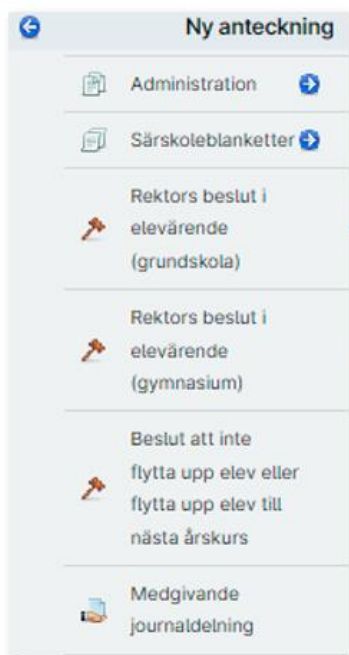 Ny anteckning
Administration
Särskoleblanketter
Rektors beslut i
elevärende
(grundskola)
Rektors beslut i
elevärende
(gymnasium)
Beslut att inte
flytta upp elev eller
flytta upp elev till
nästa årskurs
Medgivande
journaldelning